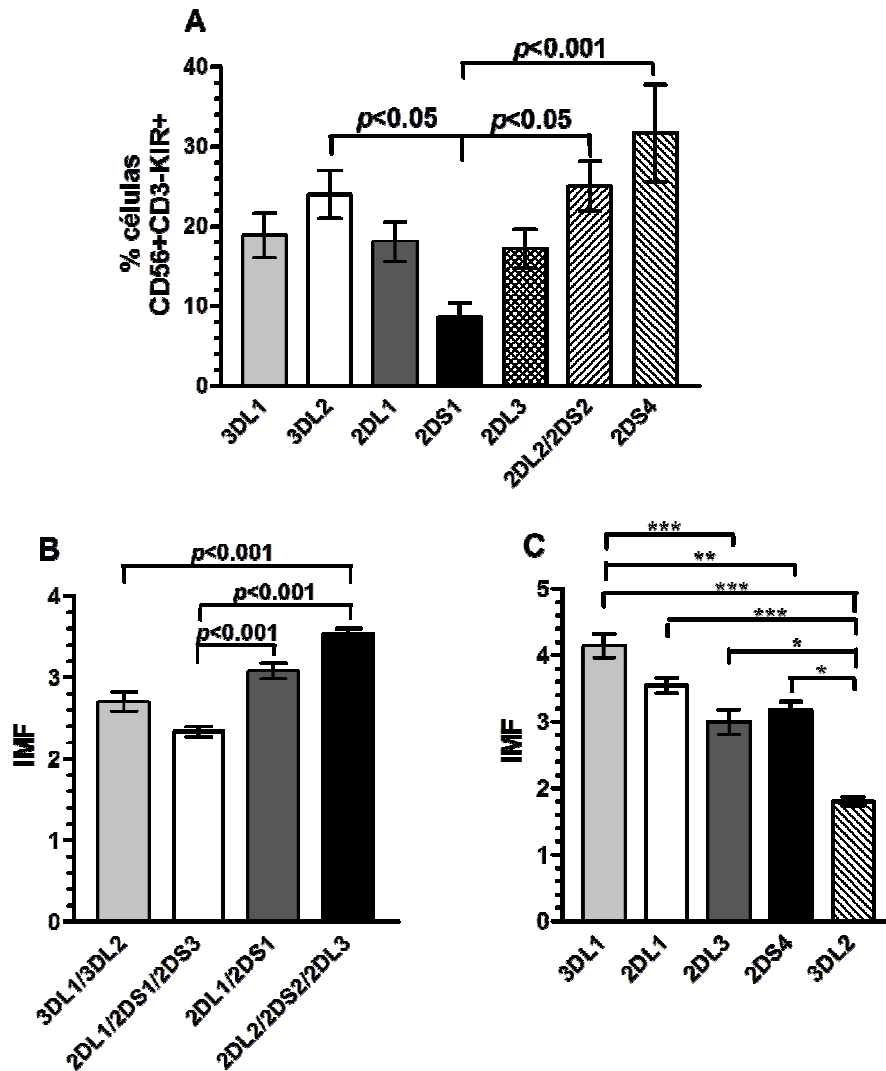 A
p<0.001
p<0.05 p<0.05
% células
CD56+CD3-KIR+
40
30
20
10
0
3DL1 3DL2 2DL1 2DS1 2DL3 2DL2/2DS2 2DS4
B
p<0.001
p<0.001
p<0.001
IMF
4
3
2
1
0
3DL1/3DL2 2DL1/2DS1/2DS3 2DL1/2DS1 2DL2/2DS2/2DL3
C
***
**
***
***
*
*
IMF
5
4
3
2
1
0
3DL1 2DL1 2DL3 2DS4 3DL2